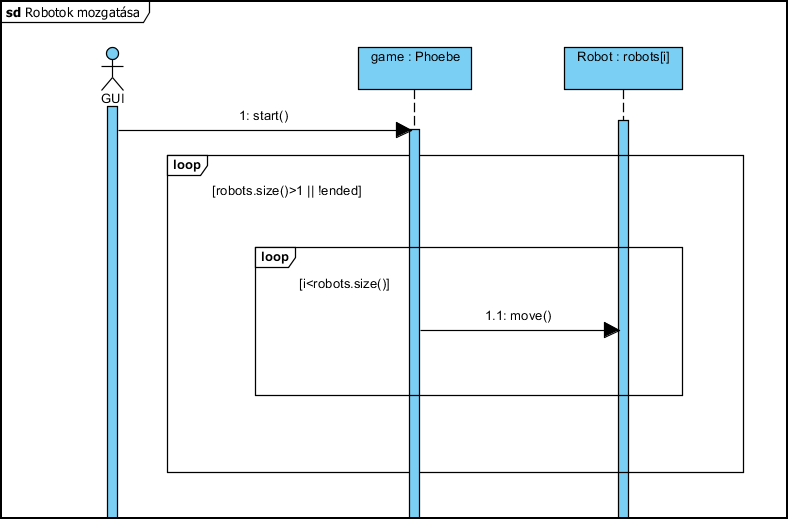 sd Robotok mozgatása
game : Phoebe
Robot : robots[i]
GUI
1: start()
loop
[robots.size()>1 || !ended]
loop
[i<robots.size()]
1.1: move()